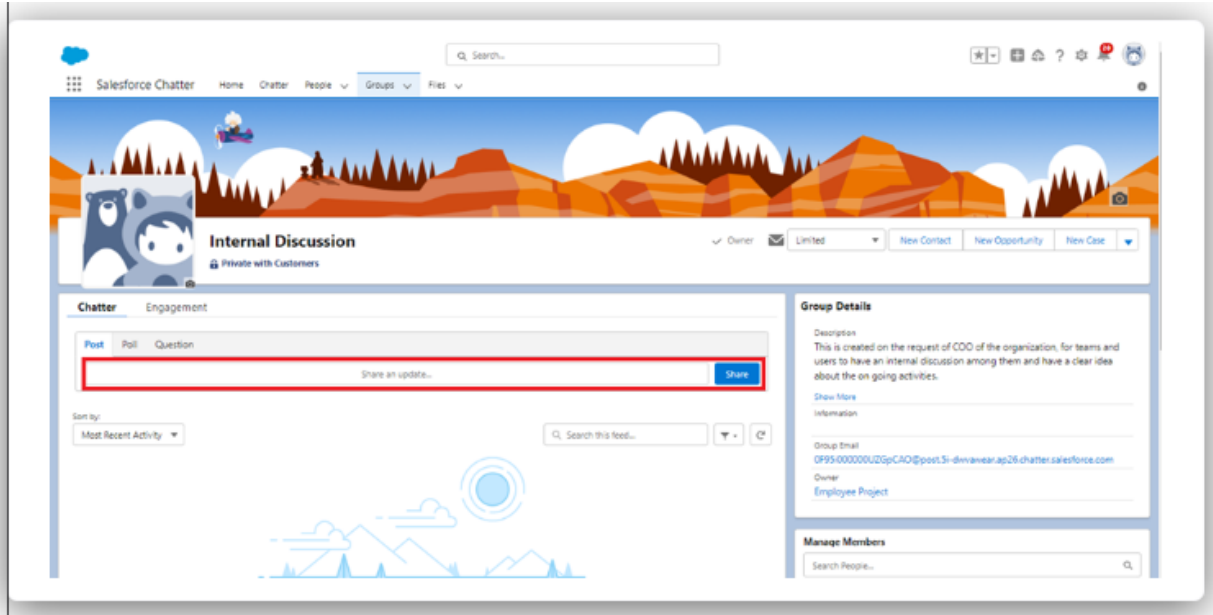 Search...
20
Salesforce Chatter Home Chatter People Groups Files
Internal Discussion
Private with Customers
Owner Limited New Contact New Opportunity New Case
Chatter Engagement
Post Poll Question
Share an update... Share
Sort by:
Most Recent Activity
Search this feed...
Group Details
Description
This is created on the request of COO of the organization, for teams and
users to have an internal discussion among them and have a clear idea
about the on going activities.
Show More
Information
Group Email
Owner
Employee Project
Manage Members
Search People...